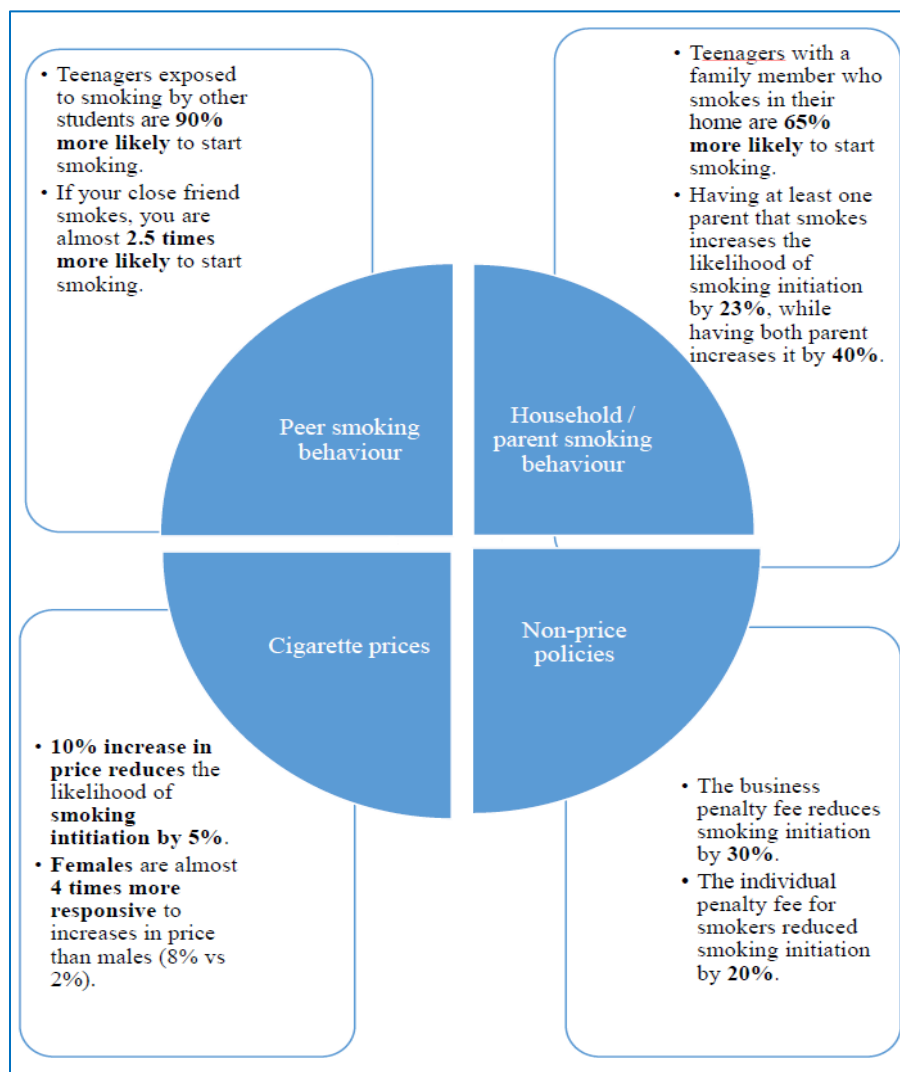 • Teenagers exposed
to smoking by other
students are 90%
more likely to start
smoking.
• If your close friend
smokes, you are
almost 2.5 times
more likely to start
smoking.
• Teenagers with a
family member who
smokes in their
home are 65%
more likely to start
smoking.
• Having at least one
parent that smokes
increases the
likelihood of
smoking initiation
by 23%, while
having both parent
increases it by 40%.
Peer smoking
behaviour
Household /
parent smoking
behaviour
Cigarette prices
Non-price
policies
• 10% increase in
price reduces the
likelihood of
smoking
intitiation by 5%.
• Females are almost
4 times more
responsive to
increases in price
than males (8% vs
2%).
• The business
penalty fee reduces
smoking initiation
by 30%.
• The individual
penalty fee for
smokers reduced
smoking initiation
by 20%.